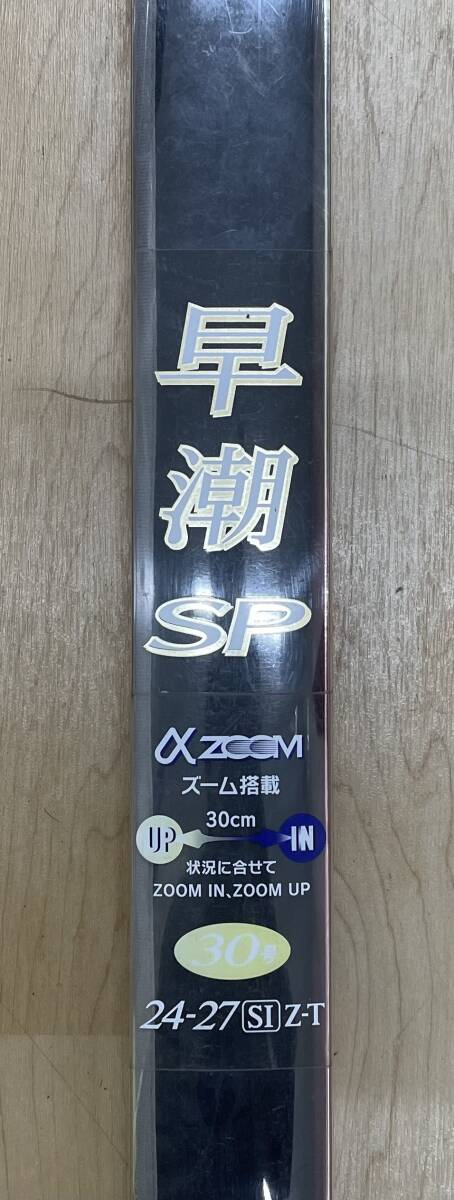 早潮
SP
αZOOM
ズーム搭載
30cm
UP IN
状況に合せて
ZOOM IN、ZOOM UP
30号
24-27 SI Z-T